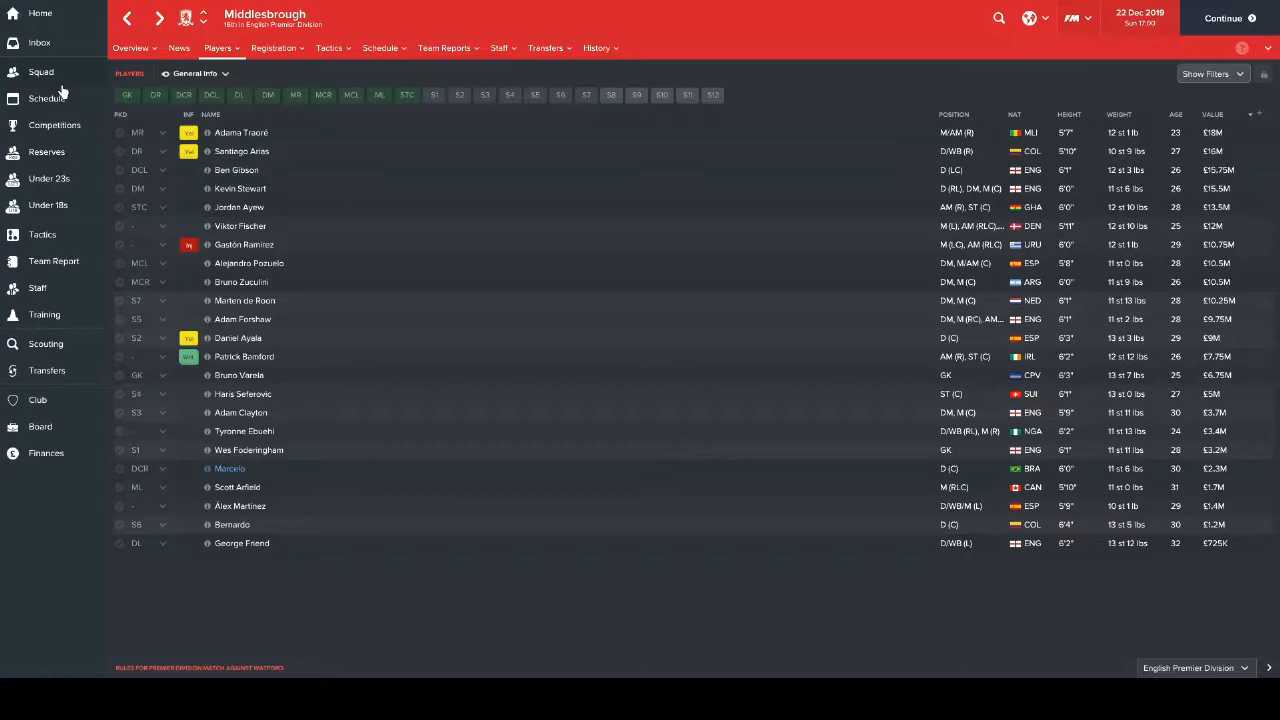 Home
Inbox
Squad
Schedule
Competitions
Reserves
Under 23s
Under 18s
Tactics
Team Report
Staff
Training
Scouting
Transfers
Club
Board
Finances
Middlesbrough
16th in English Premier Division
FM
22 Dec 2019
Sun 17:00
Continue
Overview News Players Registration Tactics Schedule Team Reports Staff Transfers History ?
PLAYERS General Info Show Filters
GK DR DCR DCL DL DM MR MCR MCL ML STC S1 S2 S3 S4 S5 S6 S7 S8 S9 S10 S11 S12
PKD INF NAME POSITION NAT HEIGHT WEIGHT AGE VALUE
MR Yel Adama Traoré M/AM (R) MLI 5'7" 12 st 1 lb 23 £18M
DR Yel Santiago Arias D/WB (R) COL 5'10" 10 st 9 lbs 27 £16M
DCL Ben Gibson D (LC) ENG 6'1" 12 st 3 lbs 26 £15.75M
DM Kevin Stewart D (RL), DM, M (C) ENG 6'0" 11 st 6 lbs 26 £15.5M
STC Jordan Ayew AM (R), ST (C) GHA 6'0" 12 st 10 lbs 28 £13.5M
- Viktor Fischer M (L), AM (RLC),... DEN 5'11" 12 st 10 lbs 25 £12M
- Inj Gastón Ramírez M (LC), AM (RLC) URU 6'0" 12 st 1 lb 29 £10.75M
MCL Alejandro Pozuelo DM, M/AM (C) ESP 5'8" 11 st 0 lbs 28 £10.5M
MCR Bruno Zuculini DM, M (C) ARG 6'0" 11 st 9 lbs 26 £10.5M
S7 Marten de Roon DM, M (C) NED 6'1" 11 st 13 lbs 28 £10.25M
S5 Adam Forshaw DM, M (RC), AM... ENG 6'1" 11 st 2 lbs 28 £9.75M
S2 Yel Daniel Ayala D (C) ESP 6'3" 13 st 3 lbs 29 £9M
- Wnt Patrick Bamford AM (R), ST (C) IRL 6'2" 12 st 12 lbs 26 £7.75M
GK Bruno Varela GK CPV 6'3" 13 st 7 lbs 25 £6.75M
S4 Haris Seferovic ST (C) SUI 6'1" 13 st 0 lbs 27 £5M
S3 Adam Clayton DM, M (C) ENG 5'9" 11 st 11 lbs 30 £3.7M
- Tyronne Ebuehi D/WB (RL), M (R) NGA 6'2" 11 st 13 lbs 24 £3.4M
S1 Wes Foderingham GK ENG 6'1" 11 st 11 lbs 28 £3.2M
DCR Marcelo D (C) BRA 6'0" 11 st 6 lbs 30 £2.3M
ML Scott Arfield M (RLC) CAN 5'10" 11 st 0 lbs 31 £1.7M
- Álex Martínez D/WB/M (L) ESP 5'9" 10 st 1 lb 29 £1.4M
S6 Bernardo D (C) COL 6'4" 13 st 5 lbs 30 £1.2M
DL George Friend D/WB (L) ENG 6'2" 13 st 12 lbs 32 £725K
RULES FOR PREMIER DIVISION MATCH AGAINST WATFORD English Premier Division